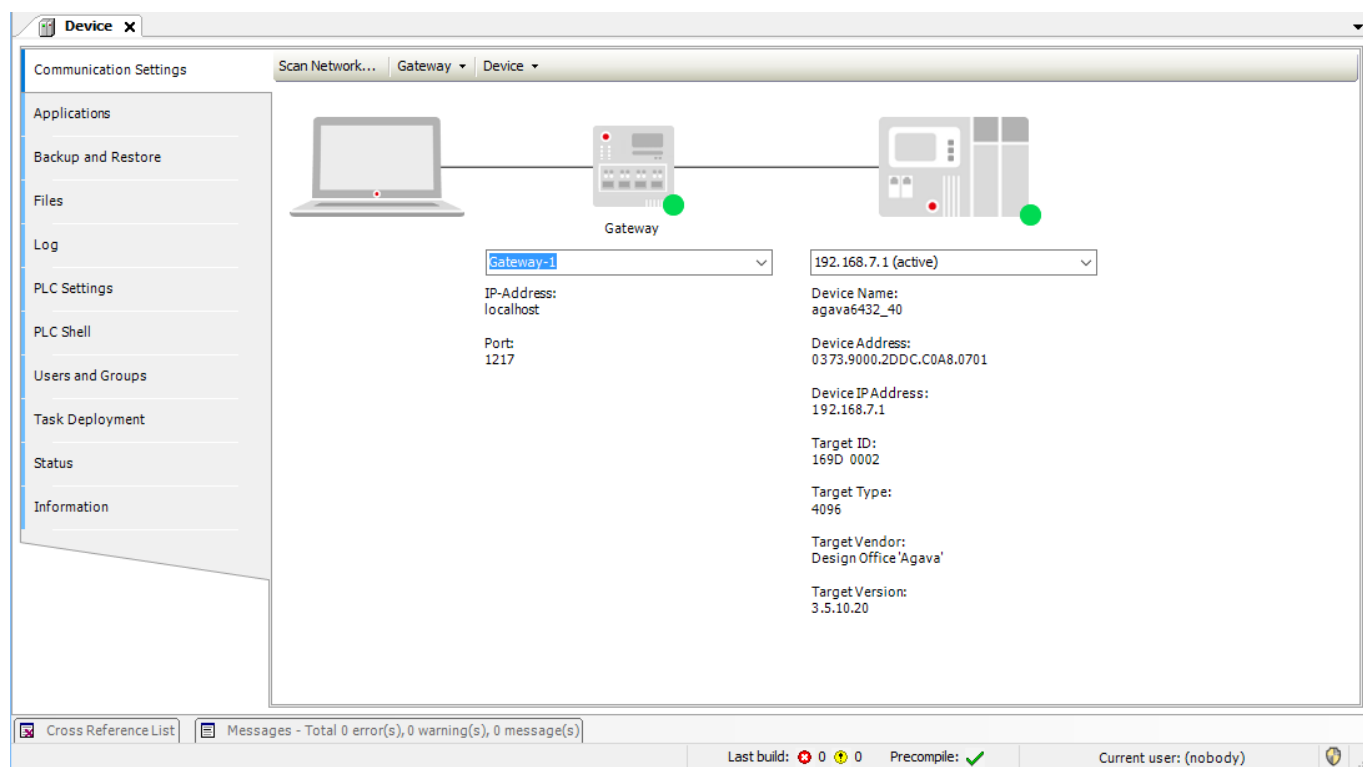 Device
Communication Settings
Applications
Backup and Restore
Files
Log
PLC Settings
PLC Shell
Users and Groups
Task Deployment
Status
Information
Scan Network... Gateway Device
Gateway
Gateway-1
IP-Address:
localhost
Port:
1217
192.168.7.1 (active)
Device Name:
agava6432_40
Device Address:
0373.9000.2DDC.C0A8.0701
Device IP Address:
192.168.7.1
Target ID:
169D 0002
Target Type:
4096
Target Vendor:
Design Office 'Agava'
Target Version:
3.5.10.20
Cross Reference List Messages - Total 0 error(s), 0 warning(s), 0 message(s)
Last build: 0 0 Precompile: Current user: (nobody)